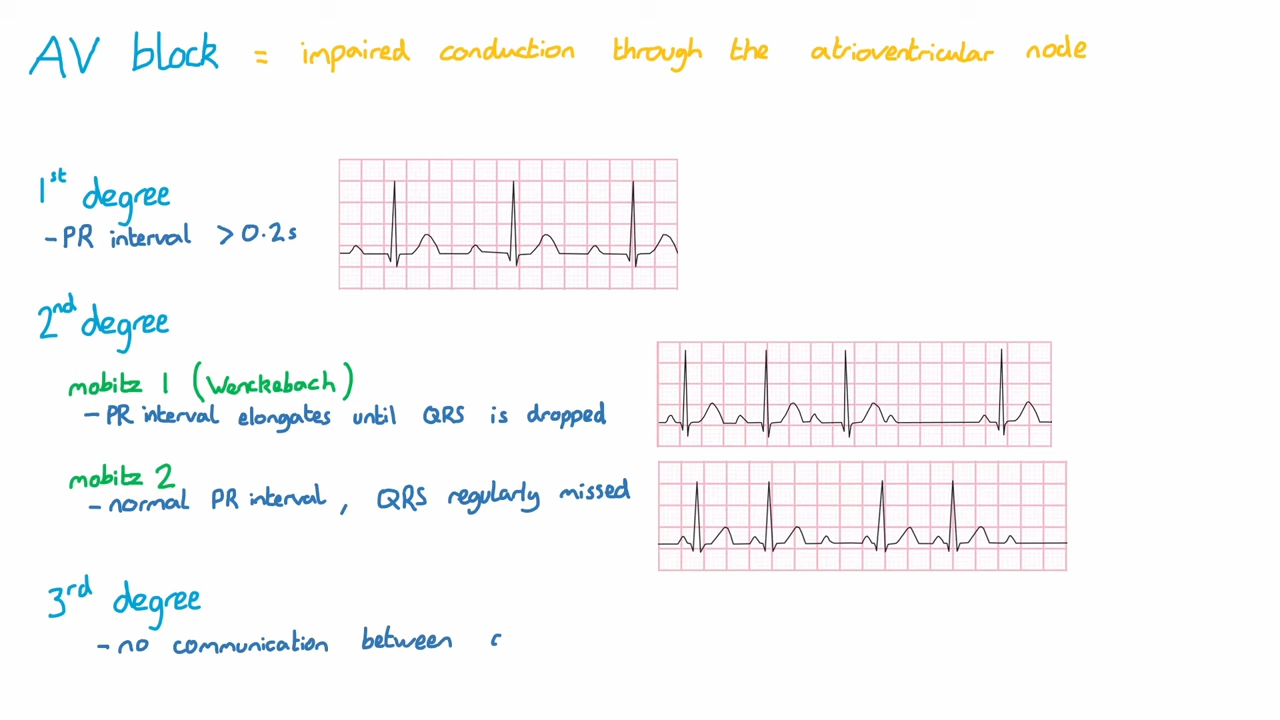 AV block = impaired conduction through the atrioventricular node
1st degree
- PR interval > 0.2s
2nd degree
mobitz 1 (Wenckebach)
- PR interval elongates until QRS is dropped
mobitz 2
- normal PR interval, QRS regularly missed
3rd degree
- no communication between